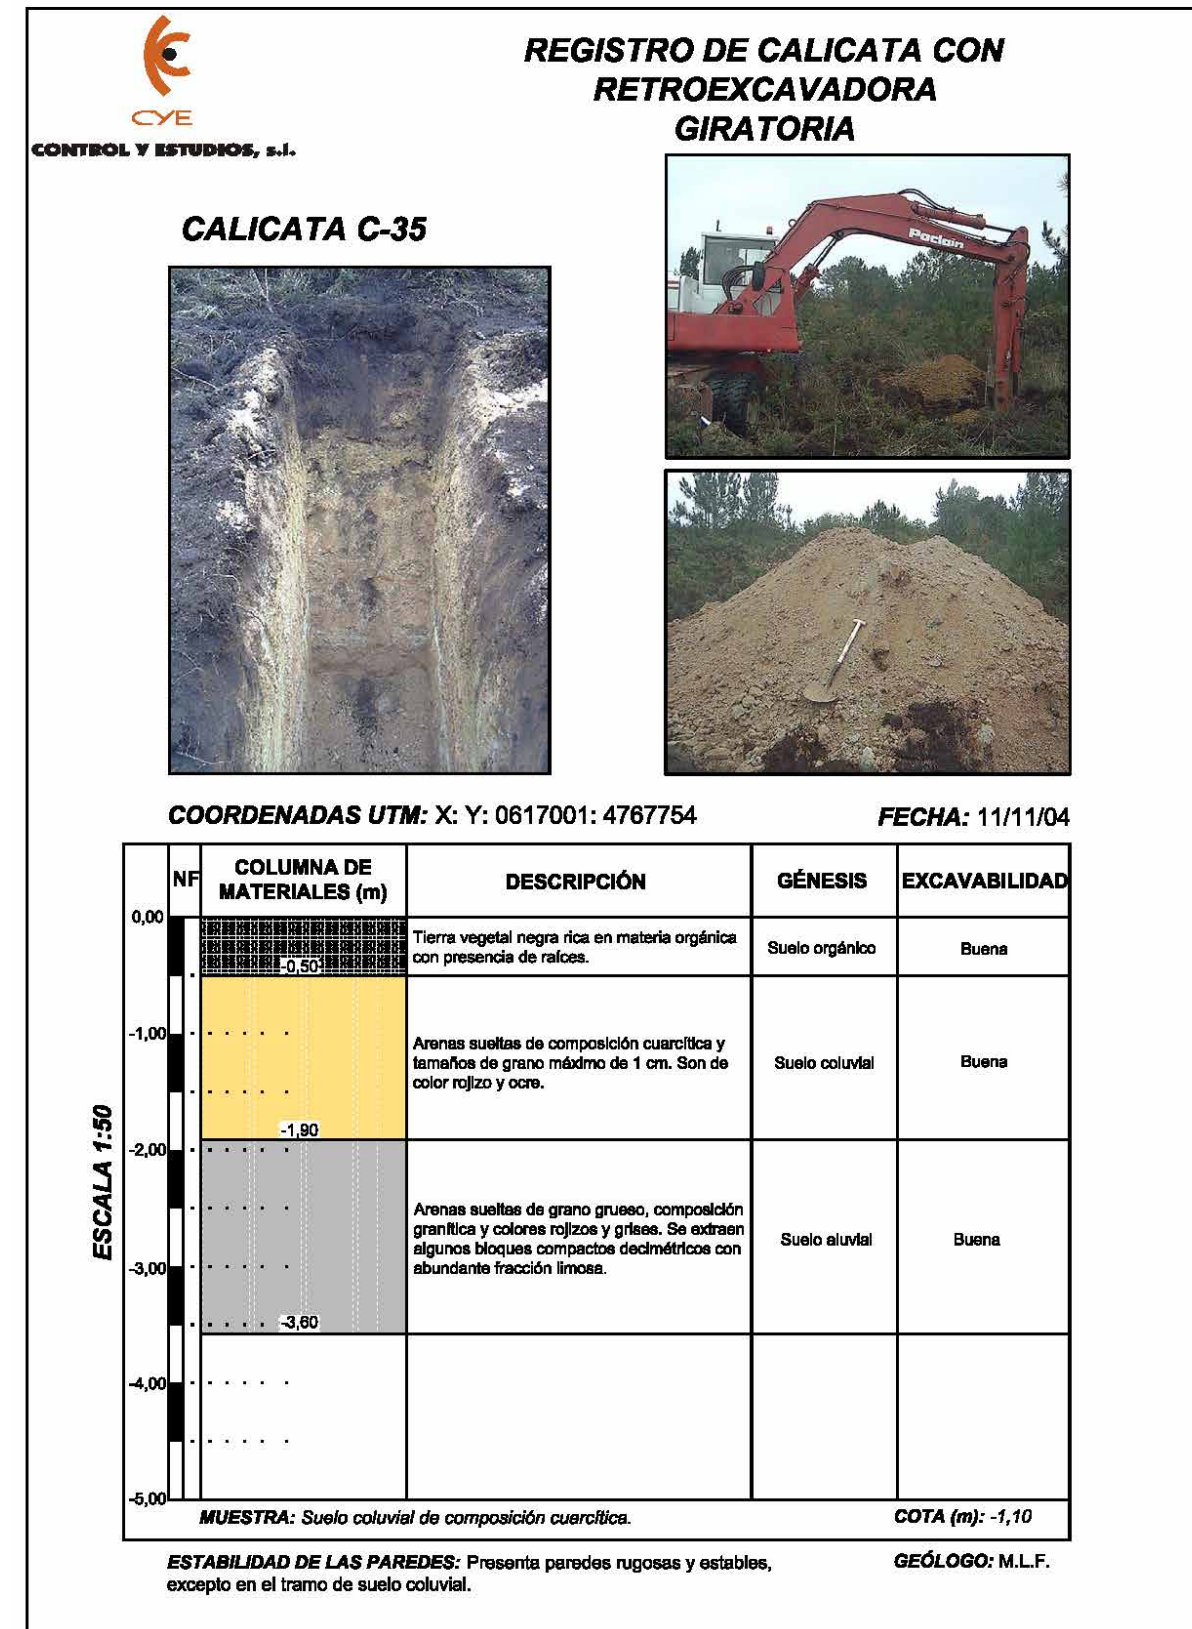 CYE
CONTROL Y ESTUDIOS, s.l.
REGISTRO DE CALICATA CON
RETROEXCAVADORA
GIRATORIA
CALICATA C-35
Poclain
COORDENADAS UTM: X: Y: 0617001: 4767754
FECHA: 11/11/04
NF
COLUMNA DE
MATERIALES (m)
DESCRIPCIÓN
GÉNESIS
EXCAVABILIDAD
0,00
-0,50
Tierra vegetal negra rica en materia orgánica
con presencia de raíces.
Suelo orgánico
Buena
-1,00
Arenas sueltas de composición cuarcítica y
tamaños de grano máximo de 1 cm. Son de
color rojizo y ocre.
Suelo coluvial
Buena
-1,90
-2,00
Arenas sueltas de grano grueso, composición
granítica y colores rojizos y grises. Se extraen
algunos bloques compactos decimétricos con
abundante fracción limosa.
Suelo aluvial
Buena
-3,00
-3,60
-4,00
-5,00
ESCALA 1:50
MUESTRA: Suelo coluvial de composición cuarcítica.
COTA (m): -1,10
ESTABILIDAD DE LAS PAREDES: Presenta paredes rugosas y estables,
excepto en el tramo de suelo coluvial.
GEÓLOGO: M.L.F.